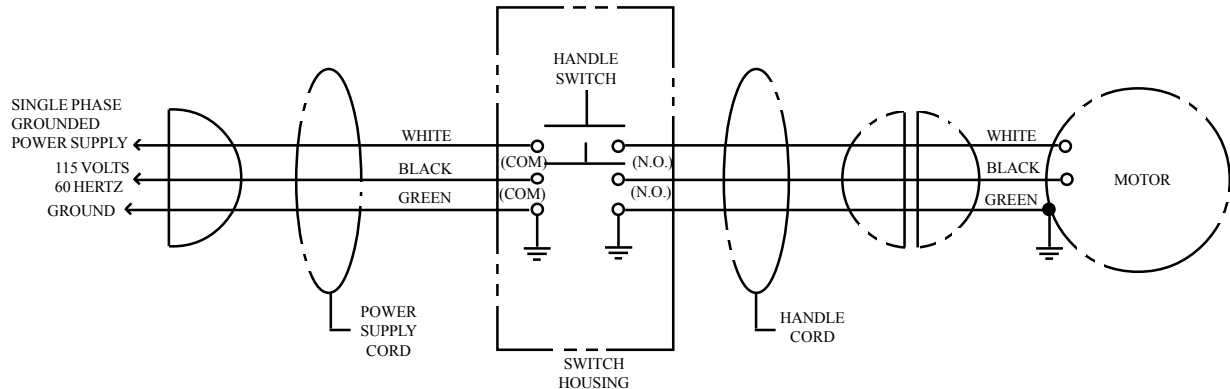 HANDLE
SWITCH
SINGLE PHASE
GROUNDED
POWER SUPPLY
115 VOLTS
60 HERTZ
GROUND
WHITE
BLACK
GREEN
(COM)
(COM)
(N.O.)
(N.O.)
WHITE
BLACK
GREEN
MOTOR
POWER
SUPPLY
CORD
HANDLE
CORD
SWITCH
HOUSING